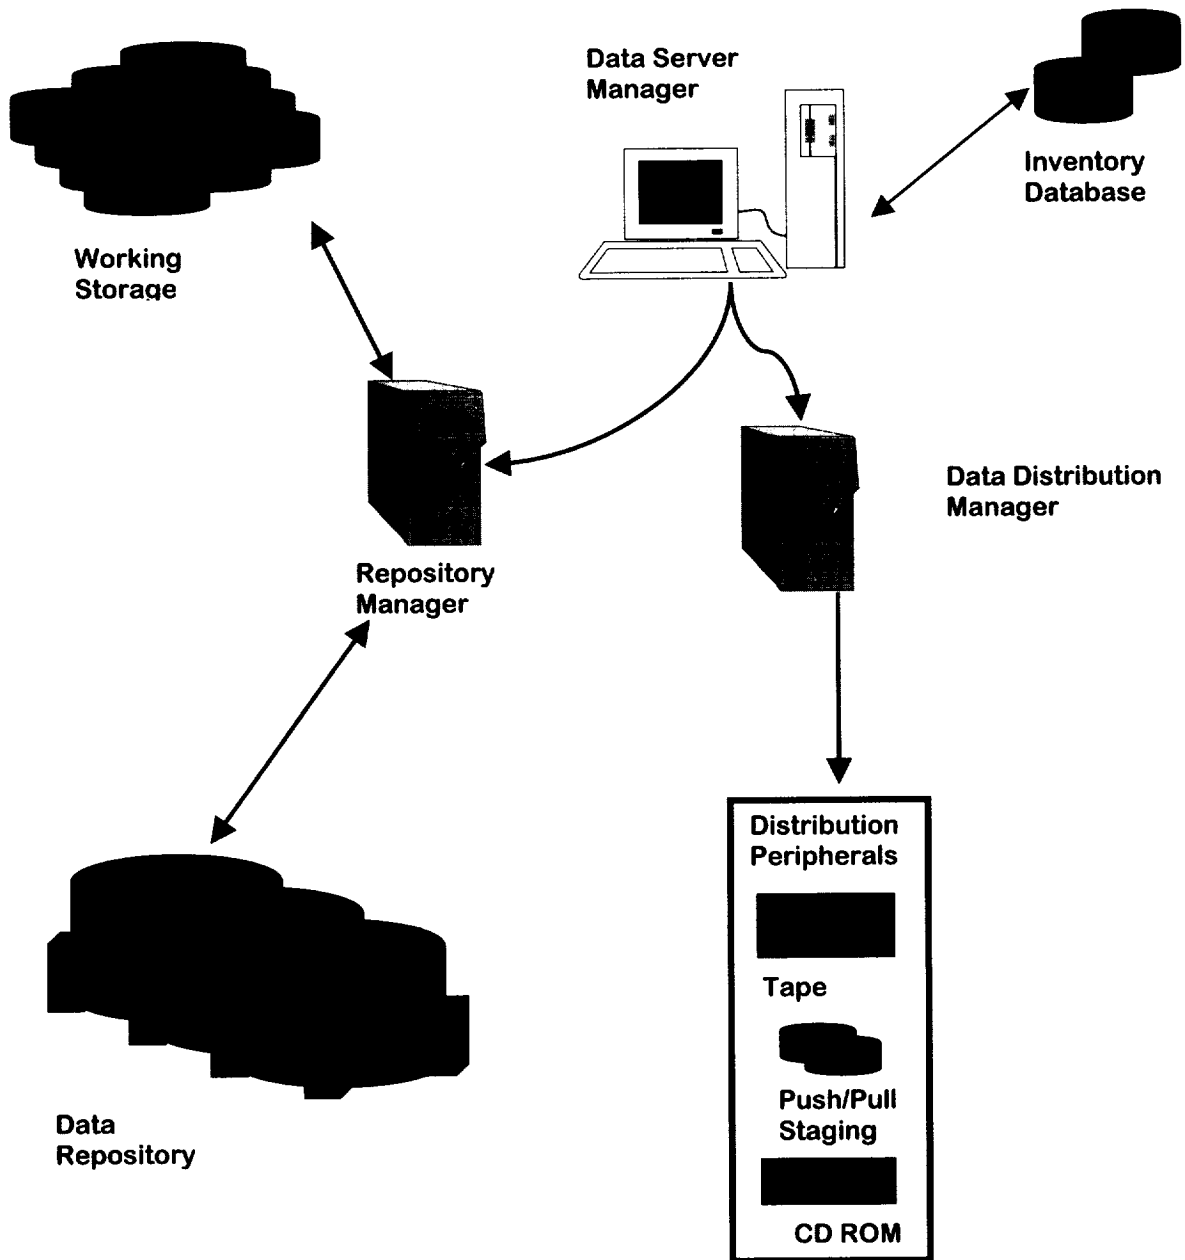 Data Server
Manager
Inventory
Database
Working
Storage
Data Distribution
Manager
Repository
Manager
Distribution
Peripherals
Tape
Push/Pull
Staging
CD ROM
Data
Repository